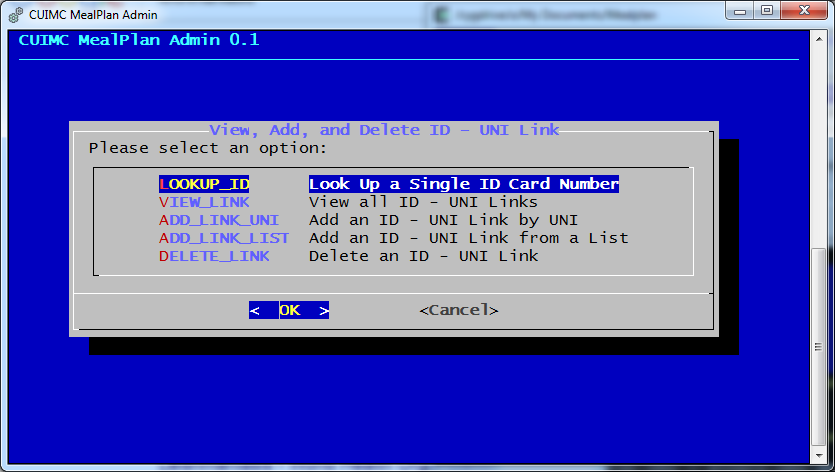 CUIMC MealPlan Admin
CUIMC MealPlan Admin 0.1
View, Add, and Delete ID - UNI Link
Please select an option:
LOOKUP_ID Look Up a Single ID Card Number
VIEW_LINK View all ID - UNI Links
ADD_LINK_UNI Add an ID - UNI Link by UNI
ADD_LINK_LIST Add an ID - UNI Link from a List
DELETE_LINK Delete an ID - UNI Link
< OK > <Cancel>